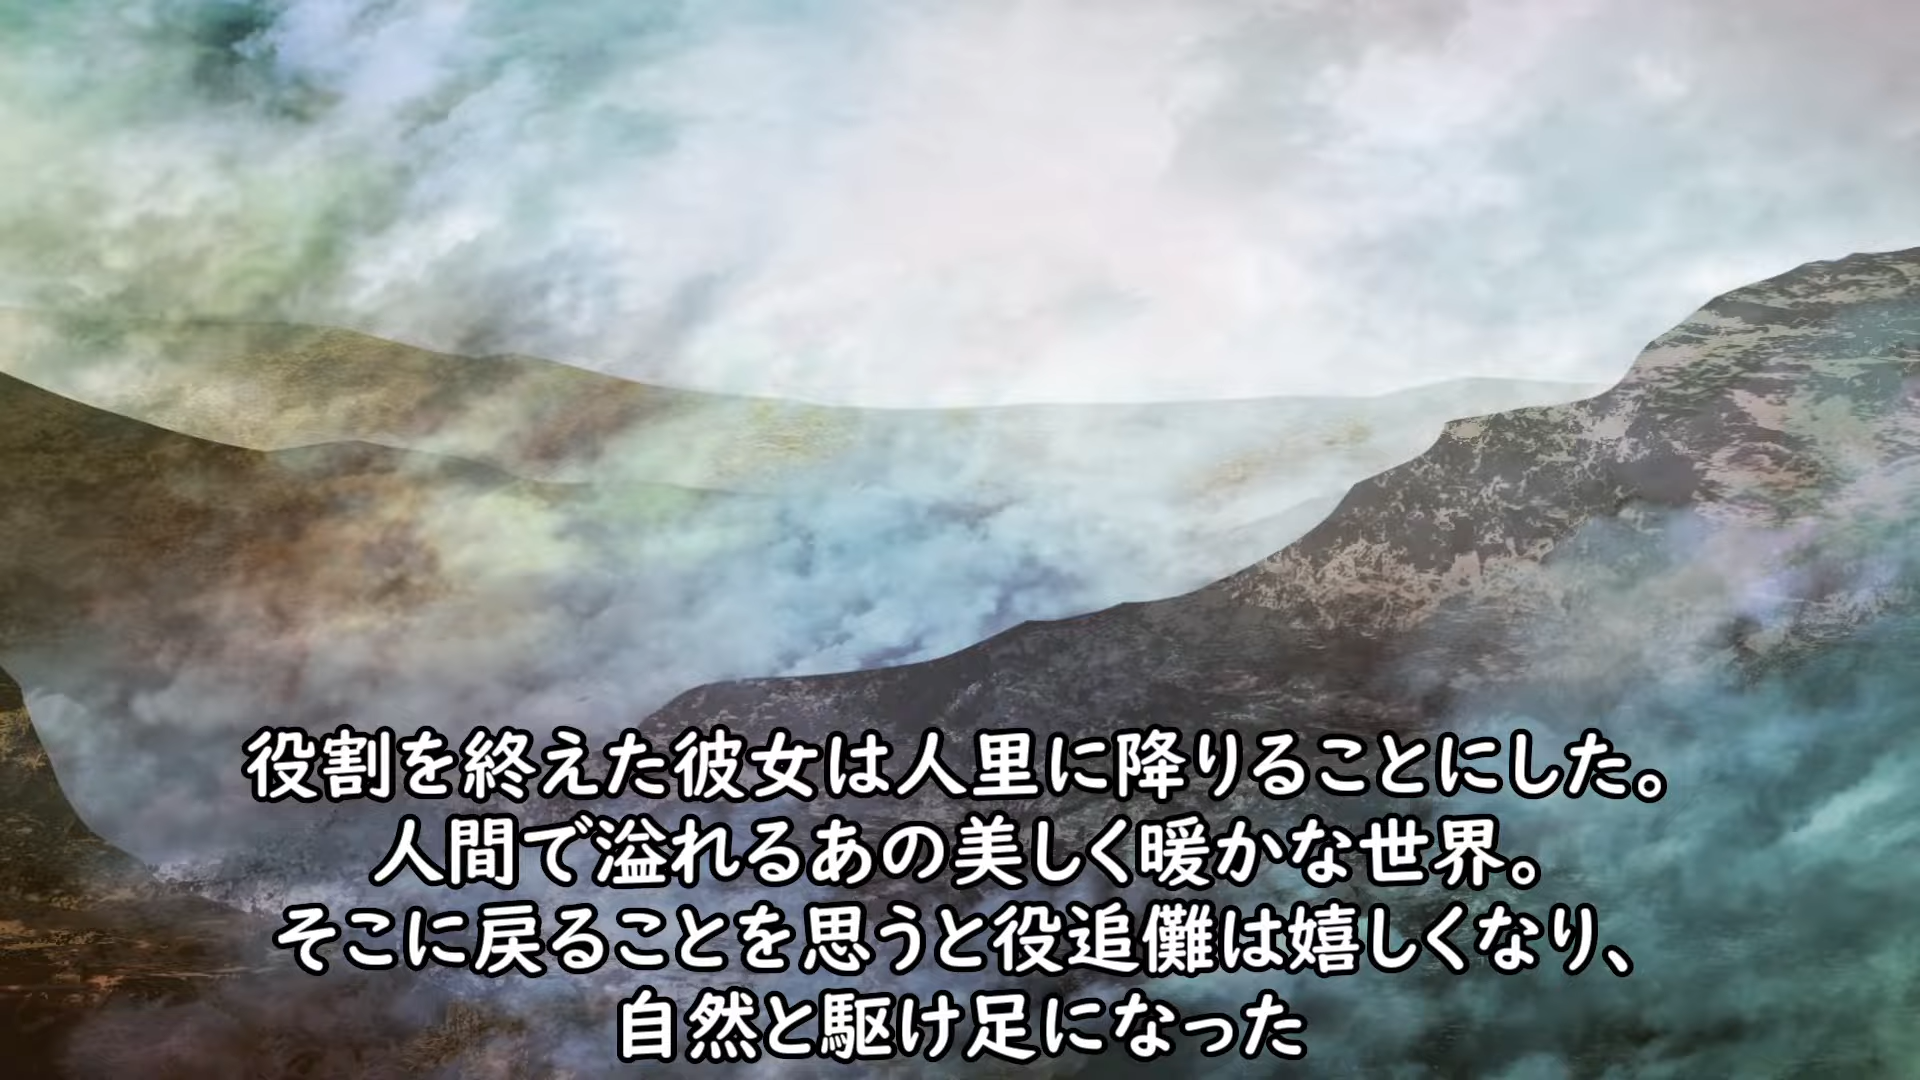 役割を終えた彼女は人里に降りることにした。
人間で溢れるあの美しく暖かな世界。
そこに戻ることを思うと役追儺は嬉しくなり、
自然と駆け足になった